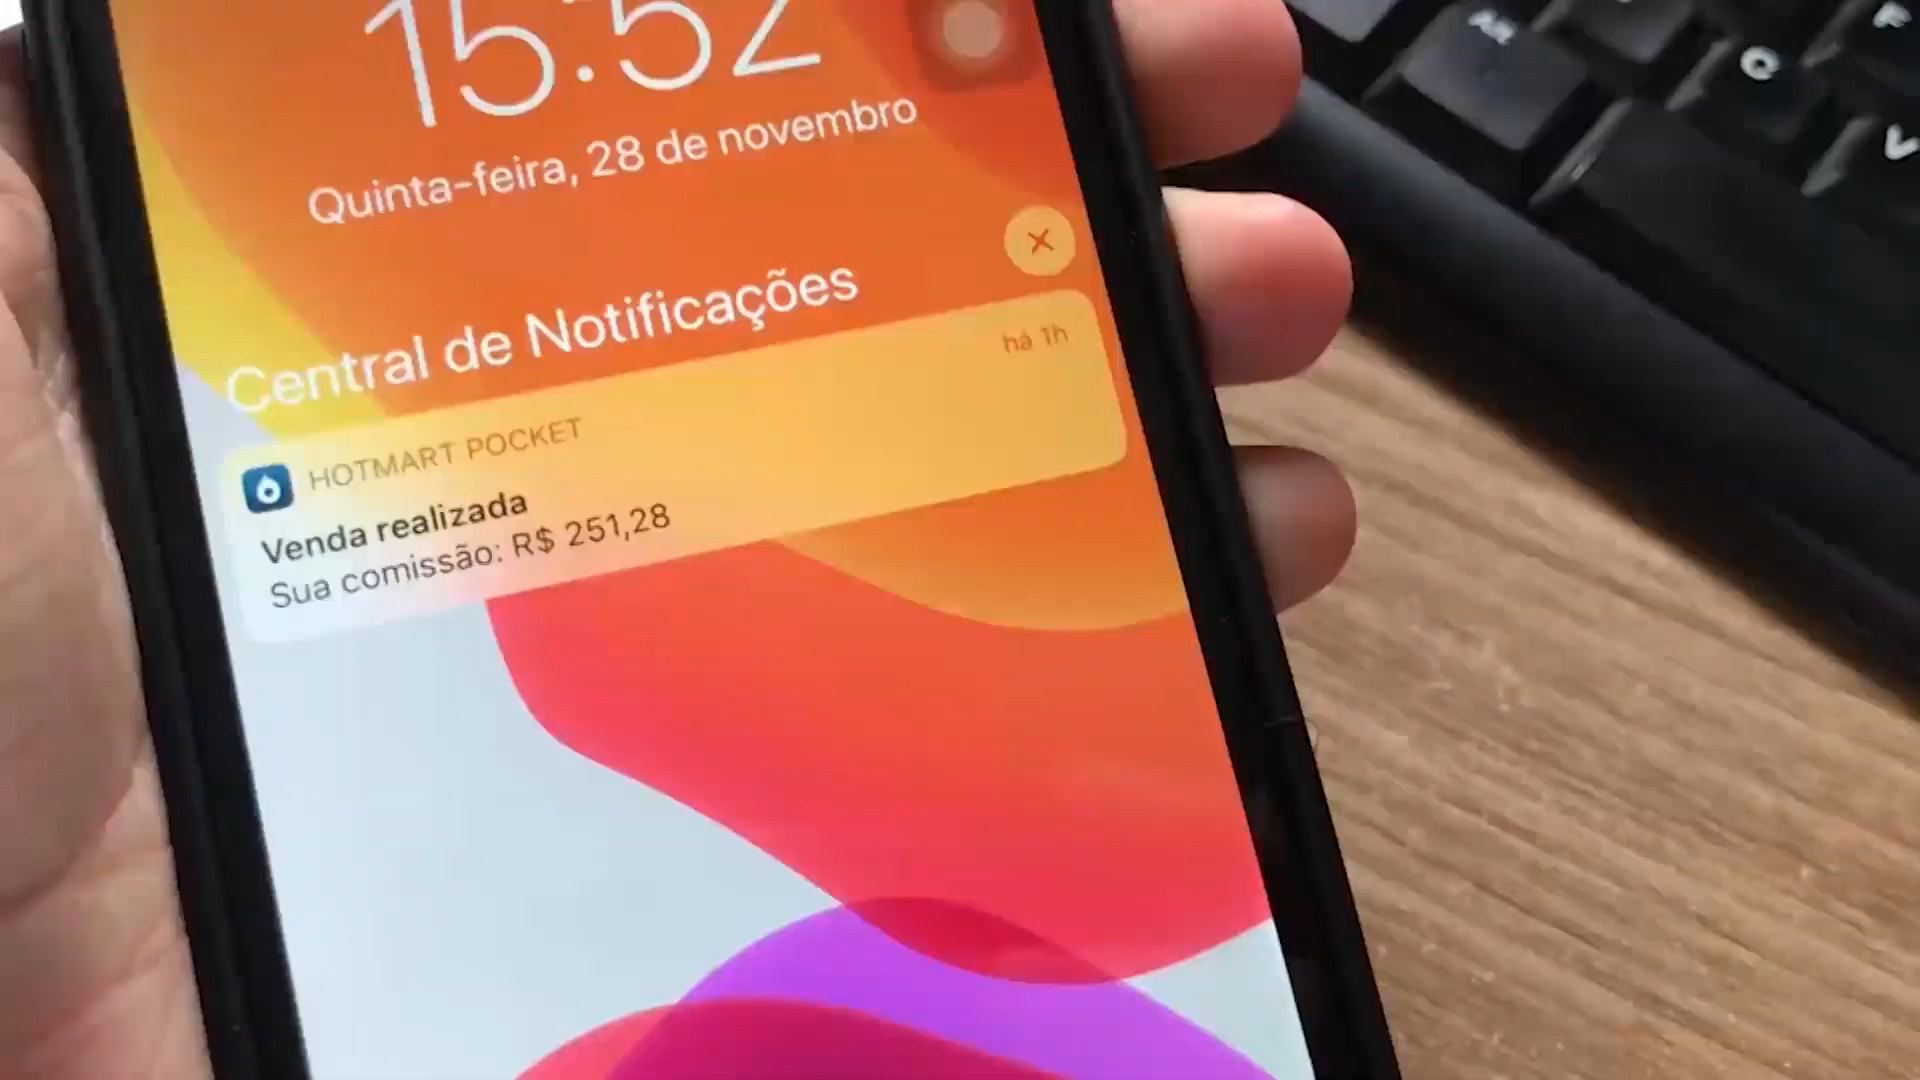 15:52
Quinta-feira, 28 de novembro
Central de Notificações
HOTMART POCKET
há 1h
Venda realizada
Sua comissão: R$ 251,28
C
F
V